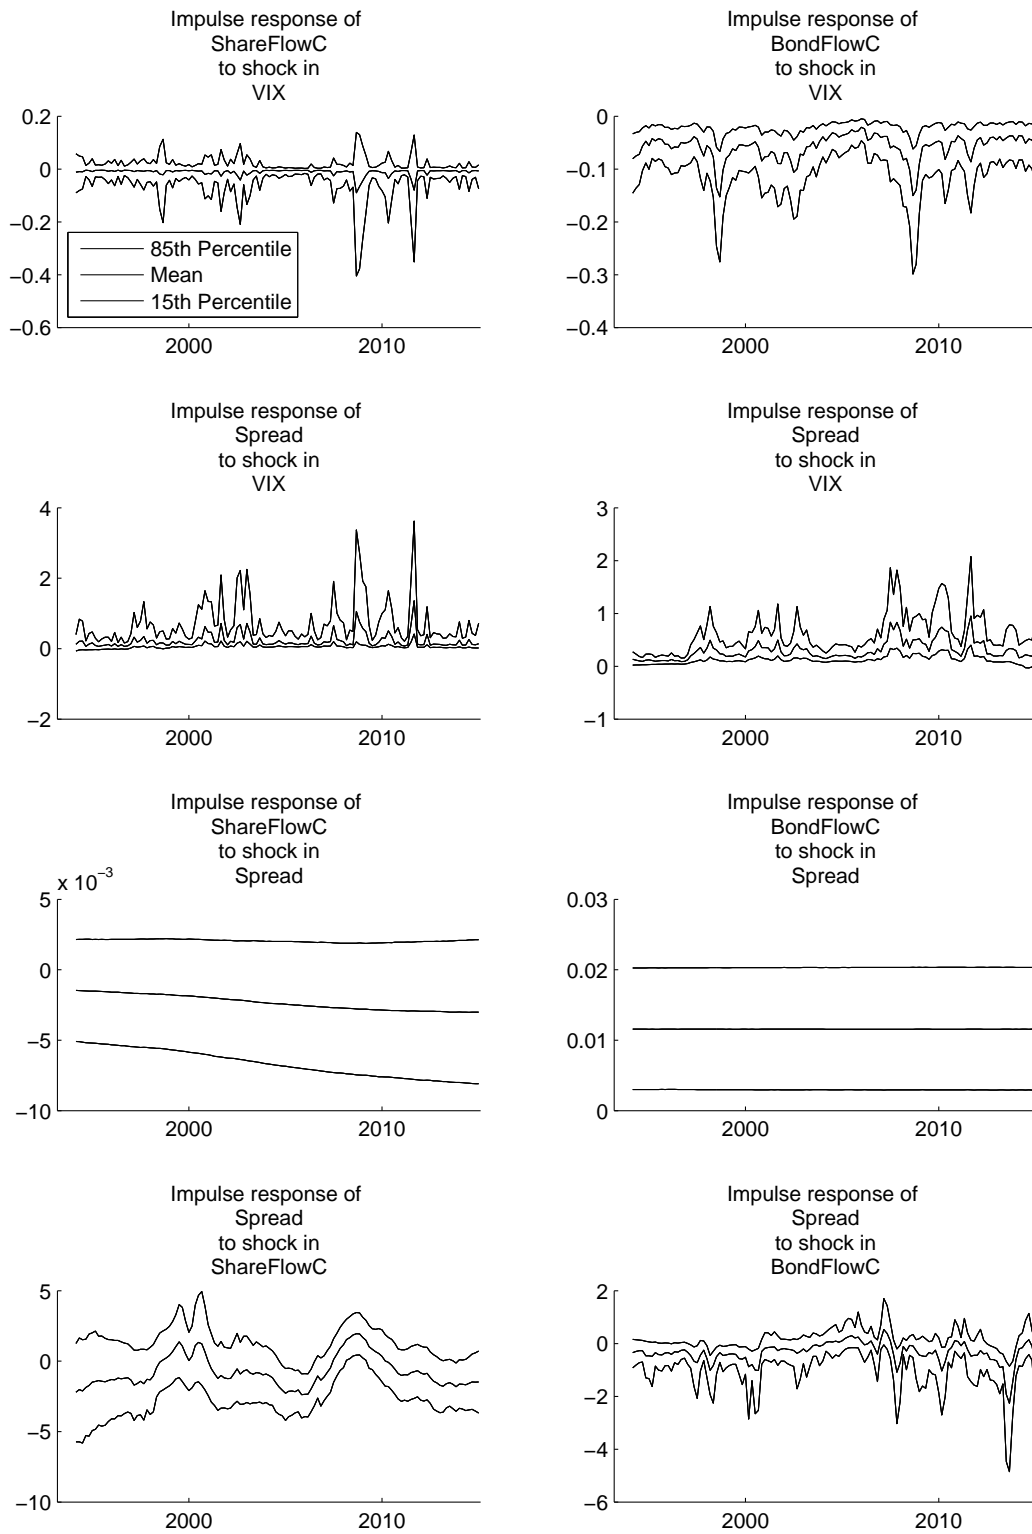 Impulse response of
ShareFlowC
to shock in
VIX
0.2
0
−0.2
−0.4
−0.6
85th Percentile
Mean
15th Percentile
2000
2010
Impulse response of
BondFlowC
to shock in
VIX
0
−0.1
−0.2
−0.3
−0.4
2000
2010
Impulse response of
Spread
to shock in
VIX
4
2
0
−2
2000
2010
Impulse response of
Spread
to shock in
VIX
3
2
1
0
−1
2000
2010
Impulse response of
ShareFlowC
to shock in
Spread
x 10⁻³
5
0
−5
−10
2000
2010
Impulse response of
BondFlowC
to shock in
Spread
0.03
0.02
0.01
0
2000
2010
Impulse response of
Spread
to shock in
ShareFlowC
5
0
−5
−10
2000
2010
Impulse response of
Spread
to shock in
BondFlowC
2
0
−2
−4
−6
2000
2010